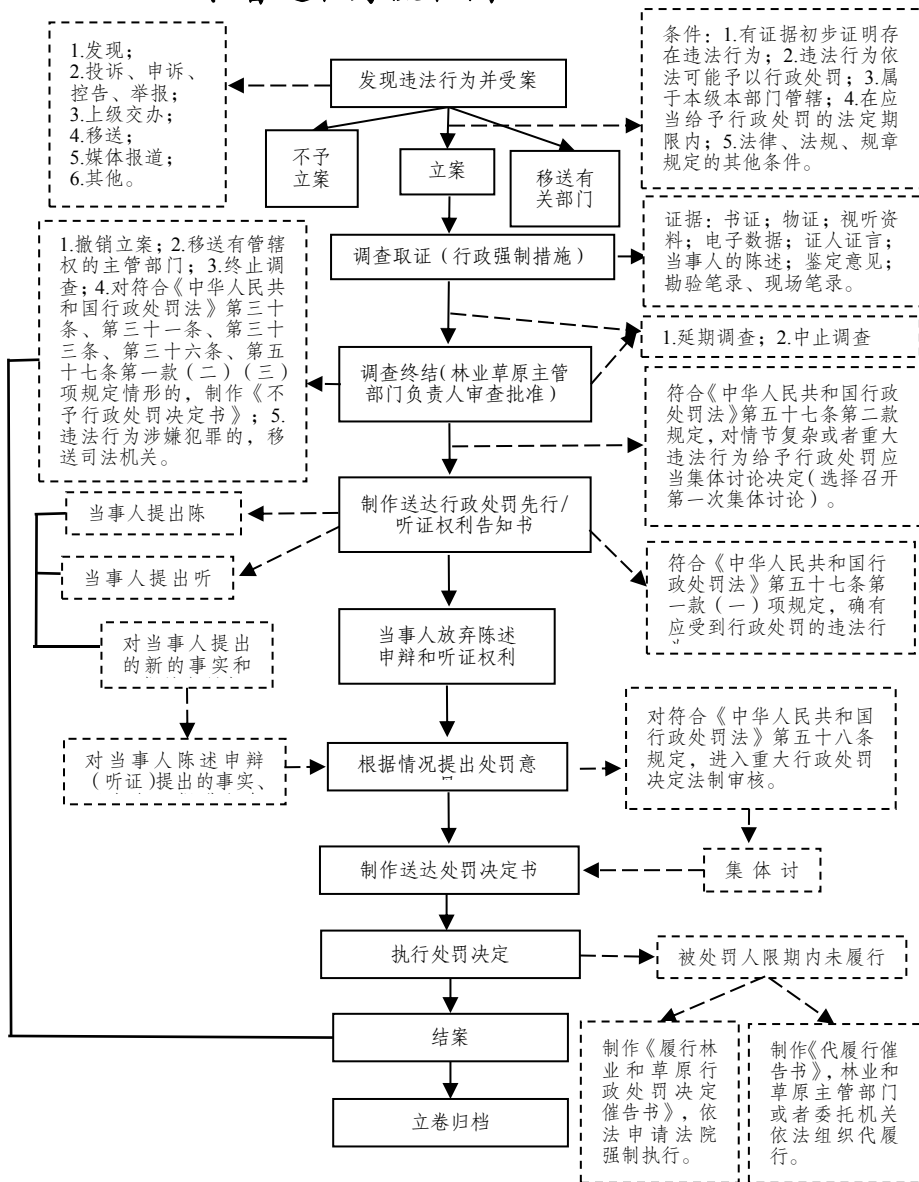 1.发现;
2.投诉、申诉、
控告、举报;
3.上级交办;
4.移送;
5.媒体报道;
6.其他。
发现违法行为并受案
条件: 1.有证据初步证明存
在违法行为; 2.违法行为依
法可能予以行政处罚; 3.属
于本级本部门管辖; 4.在应
当给予行政处罚的法定期
限内; 5.法律、法规、规章
规定的其他条件。
不予
立案
立案
移送有
关部门
1.撤销立案; 2.移送有管辖
权的主管部门; 3.终止调
查; 4.对符合《中华人民共
和国行政处罚法》第三十
条、第三十一条、第三十
三条、第三十六条、第五
十七条第一款(二)(三)
项规定情形的, 制作《不
予行政处罚决定书》; 5.
违法行为涉嫌犯罪的, 移
送司法机关。
调查取证(行政强制措施)
证据: 书证; 物证; 视听资
料; 电子数据; 证人证言;
当事人的陈述; 鉴定意见;
勘验笔录、现场笔录。
1.延期调查; 2.中止调查
调查终结(林业草原主管
部门负责人审查批准)
符合《中华人民共和国行政
处罚法》第五十七条第二款
规定, 对情节复杂或者重大
违法行为给予行政处罚应
当集体讨论决定(选择召开
第一次集体讨论)。
制作送达行政处罚先行/
听证权利告知书
当事人提出陈
当事人提出听
符合《中华人民共和国行
政处罚法》第五十七条第
一款(一)项规定, 确有
应受到行政处罚的违法行
当事人放弃陈述
申辩和听证权利
对当事人提出
的新的事实和
对当事人陈述申辩
(听证)提出的事实、
根据情况提出处罚意
对符合《中华人民共和国
行政处罚法》第五十八条
规定, 进入重大行政处罚
决定法制审核。
制作送达处罚决定书
集体讨
执行处罚决定
被处罚人限期内未履行
结案
制作《履行林
业和草原行
政处罚决定
催告书》, 依
法申请法院
强制执行。
制作《代履行催
告书》, 林业和
草原主管部门
或者委托机关
依法组织代履
行。
立卷归档